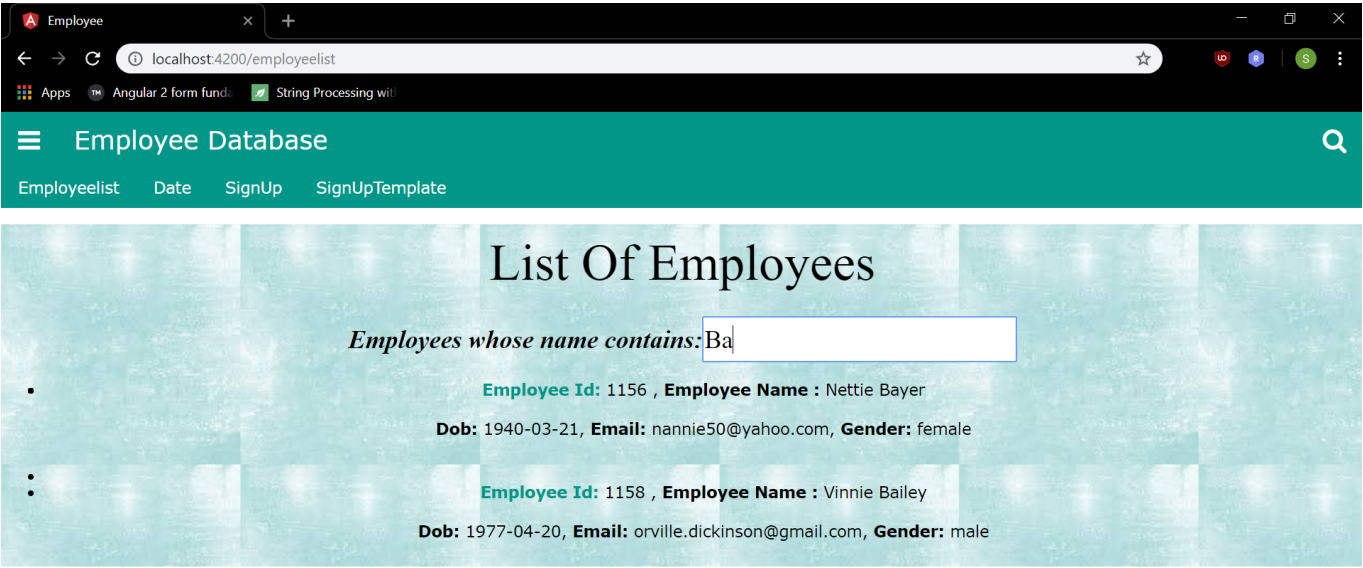 Employee
localhost:4200/employeelist
Apps TM Angular 2 form funda String Processing with
Employee Database
Employeelist Date SignUp SignUpTemplate
List Of Employees
Employees whose name contains: Ba
Employee Id: 1156 , Employee Name : Nettie Bayer
Dob: 1940-03-21, Email: nannie50@yahoo.com, Gender: female
Employee Id: 1158 , Employee Name : Vinnie Bailey
Dob: 1977-04-20, Email: orville.dickinson@gmail.com, Gender: male